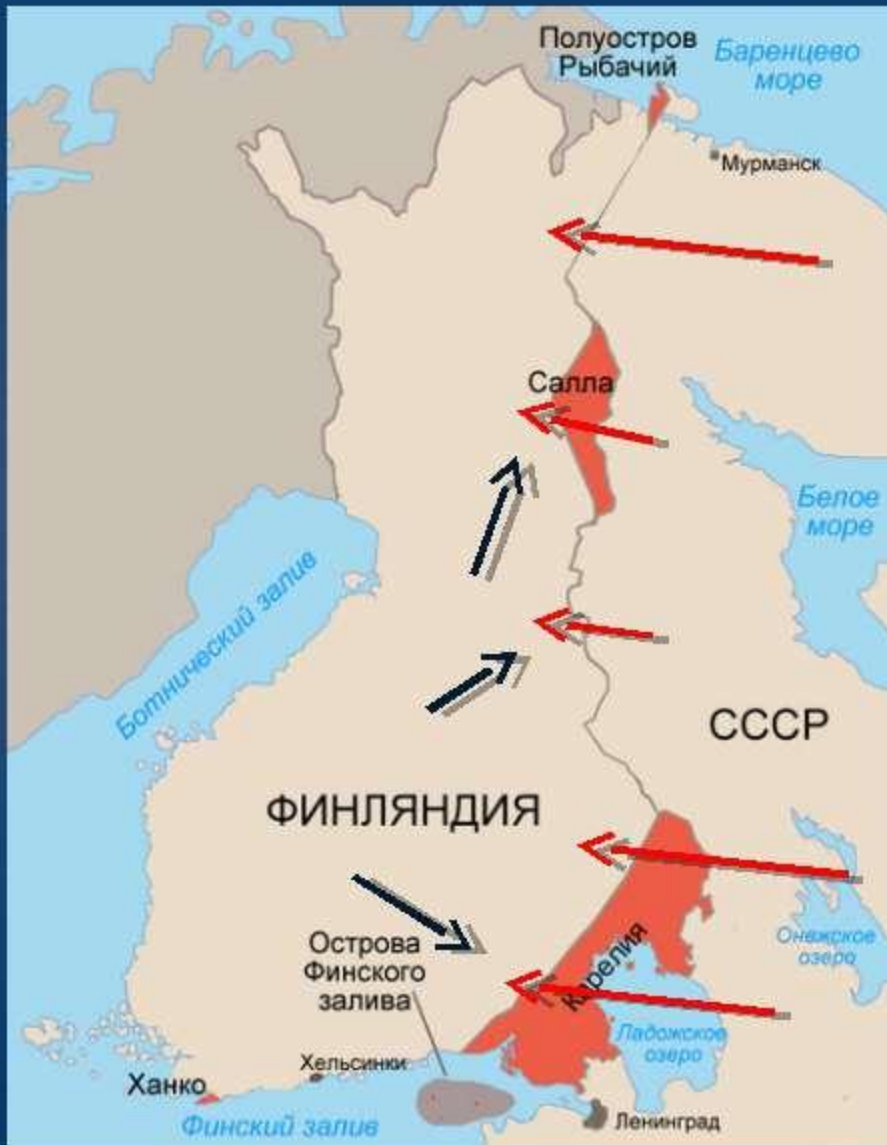 Полуостров
Рыбачий
Баренцево
море
Мурманск
Салла
Белое
море
Ботнический залив
СССР
ФИНЛЯНДИЯ
Онежское
озеро
Острова
Финского
залива
Карелия
Ладожское
озеро
Хельсинки
Ханко
Финский залив
Ленинград